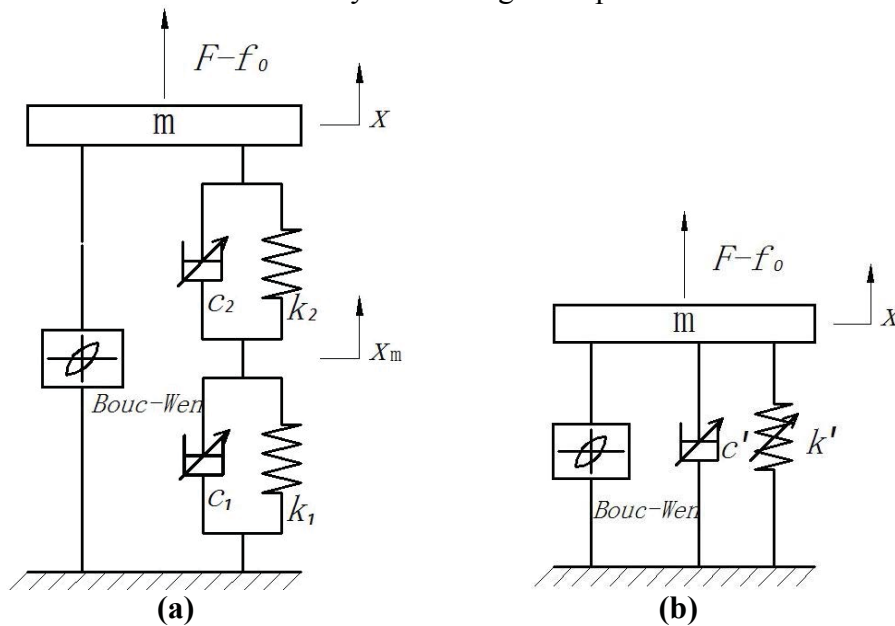 F-f₀
m
X
c₂
k₂
Xₘ
Bouc-Wen
c₁
k₁
(a)
F-f₀
m
X
c'
k'
Bouc-Wen
(b)